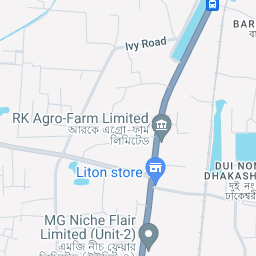 BAR
Ivy Road
RK Agro-Farm Limited
আরকে এগ্রো-ফার্ম
লিমিটেড
Liton store
DUI NO
DHAKASH
দুই নং
ঢাকেশ্বরী
MG Niche Flair
Limited (Unit-2)
এমজি নীচ ফ্লেয়ার